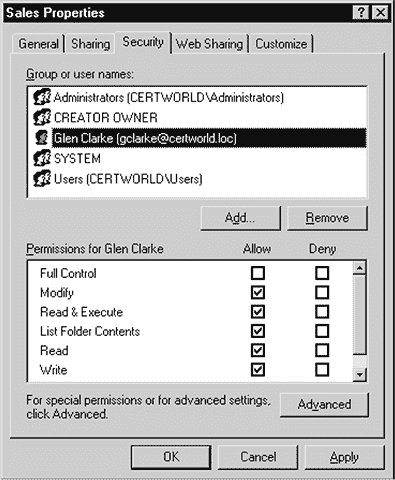 Sales Properties
General Sharing Security Web Sharing Customize
Group or user names:
Administrators (CERTWORLD\Administrators)
CREATOR OWNER
Glen Clarke (gclarke@certworld.loc)
SYSTEM
Users (CERTWORLD\Users)
Add... Remove
Permissions for Glen Clarke Allow Deny
Full Control
Modify
Read & Execute
List Folder Contents
Read
Write
For special permissions or for advanced settings,
click Advanced.
Advanced
OK Cancel Apply